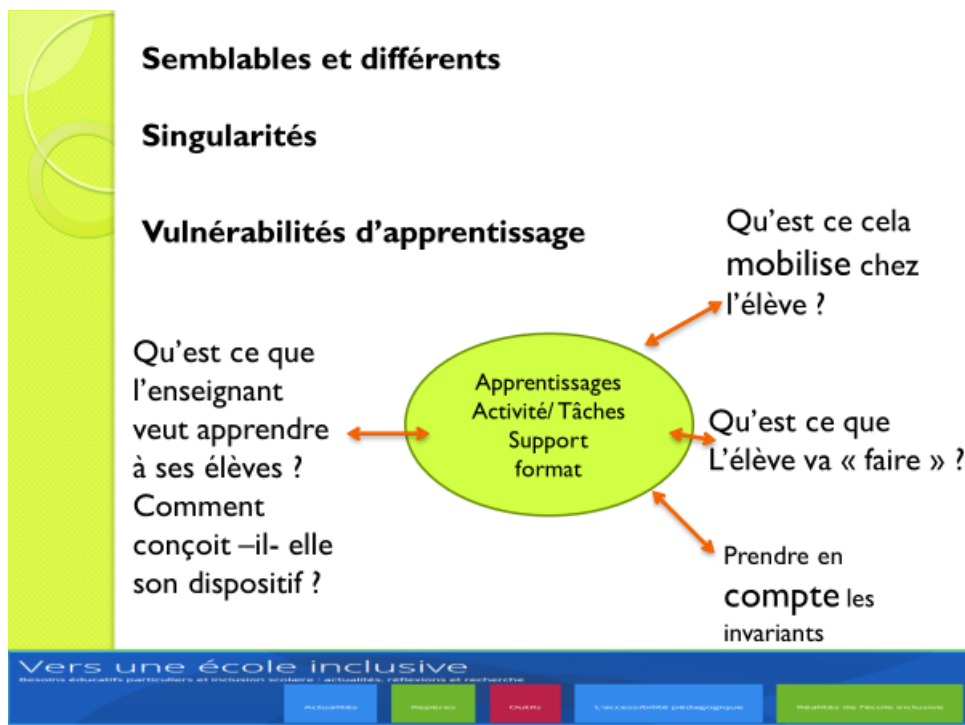 Semblables et différents
Singularités
Vulnérabilités d’apprentissage
Qu’est ce cela
mobilise chez
l’élève ?
Qu’est ce que
l’enseignant
veut apprendre
à ses élèves ?
Comment
conçoit –il- elle
son dispositif ?
Apprentissages
Activité/ Tâches
Support
format
Qu’est ce que
L’élève va « faire » ?
Prendre en
compte les
invariants
Vers une école inclusive
Besoins éducatifs particuliers et inclusion scolaire : actualités, réflexions et recherche
Actualités
Repères
Outils
L'accessibilité pédagogique
Réalités de l'école inclusive